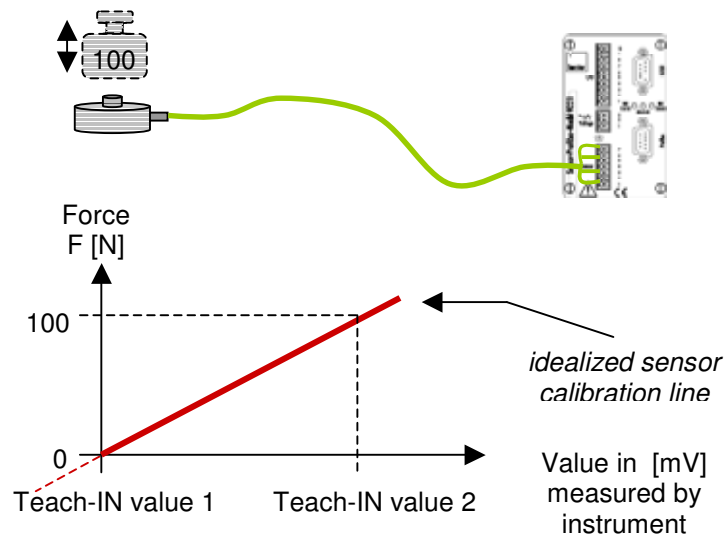 100
CE
Force
F [N]
100
idealized sensor
calibration line
0
Value in [mV]
measured by
instrument
Teach-IN value 1
Teach-IN value 2